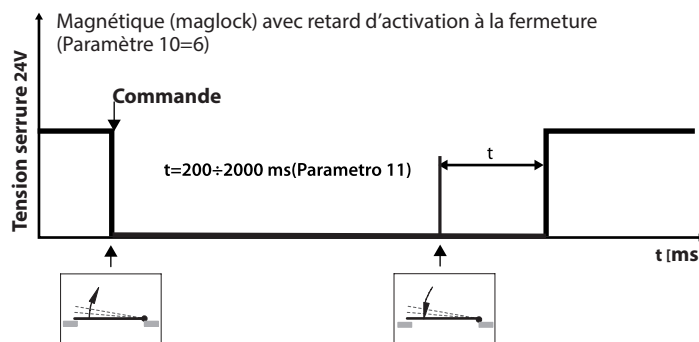 Magnétique (maglock) avec retard d’activation à la fermeture
(Paramètre 10=6)
Tension serrure 24V
Commande
t
t=200÷2000 ms(Parametro 11)
t [ms